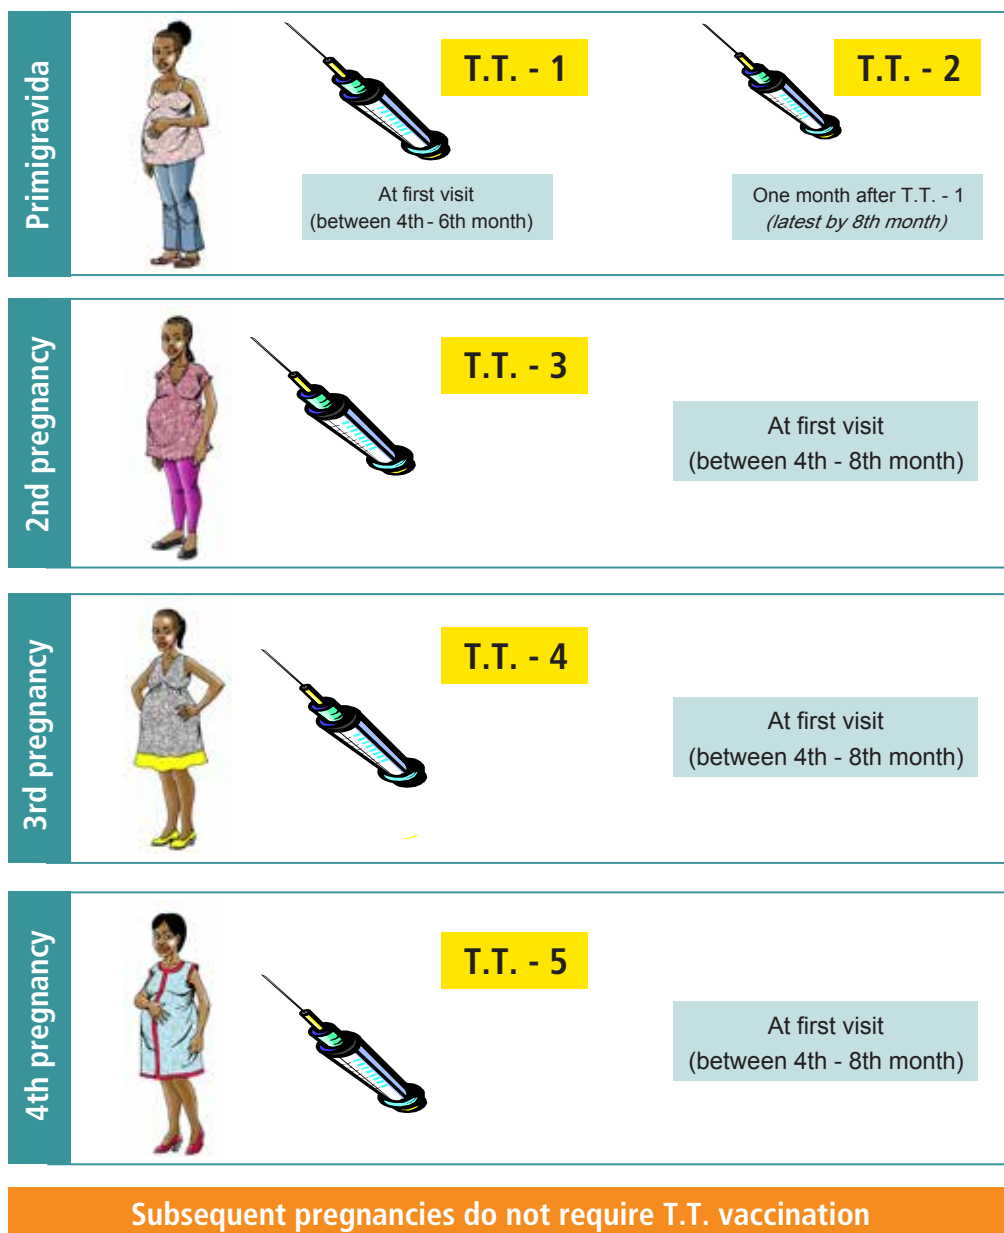 Primigravida
T.T. - 1
At first visit
(between 4th - 6th month)
T.T. - 2
One month after T.T. - 1
(latest by 8th month)
2nd pregnancy
T.T. - 3
At first visit
(between 4th - 8th month)
3rd pregnancy
T.T. - 4
At first visit
(between 4th - 8th month)
4th pregnancy
T.T. - 5
At first visit
(between 4th - 8th month)
Subsequent pregnancies do not require T.T. vaccination